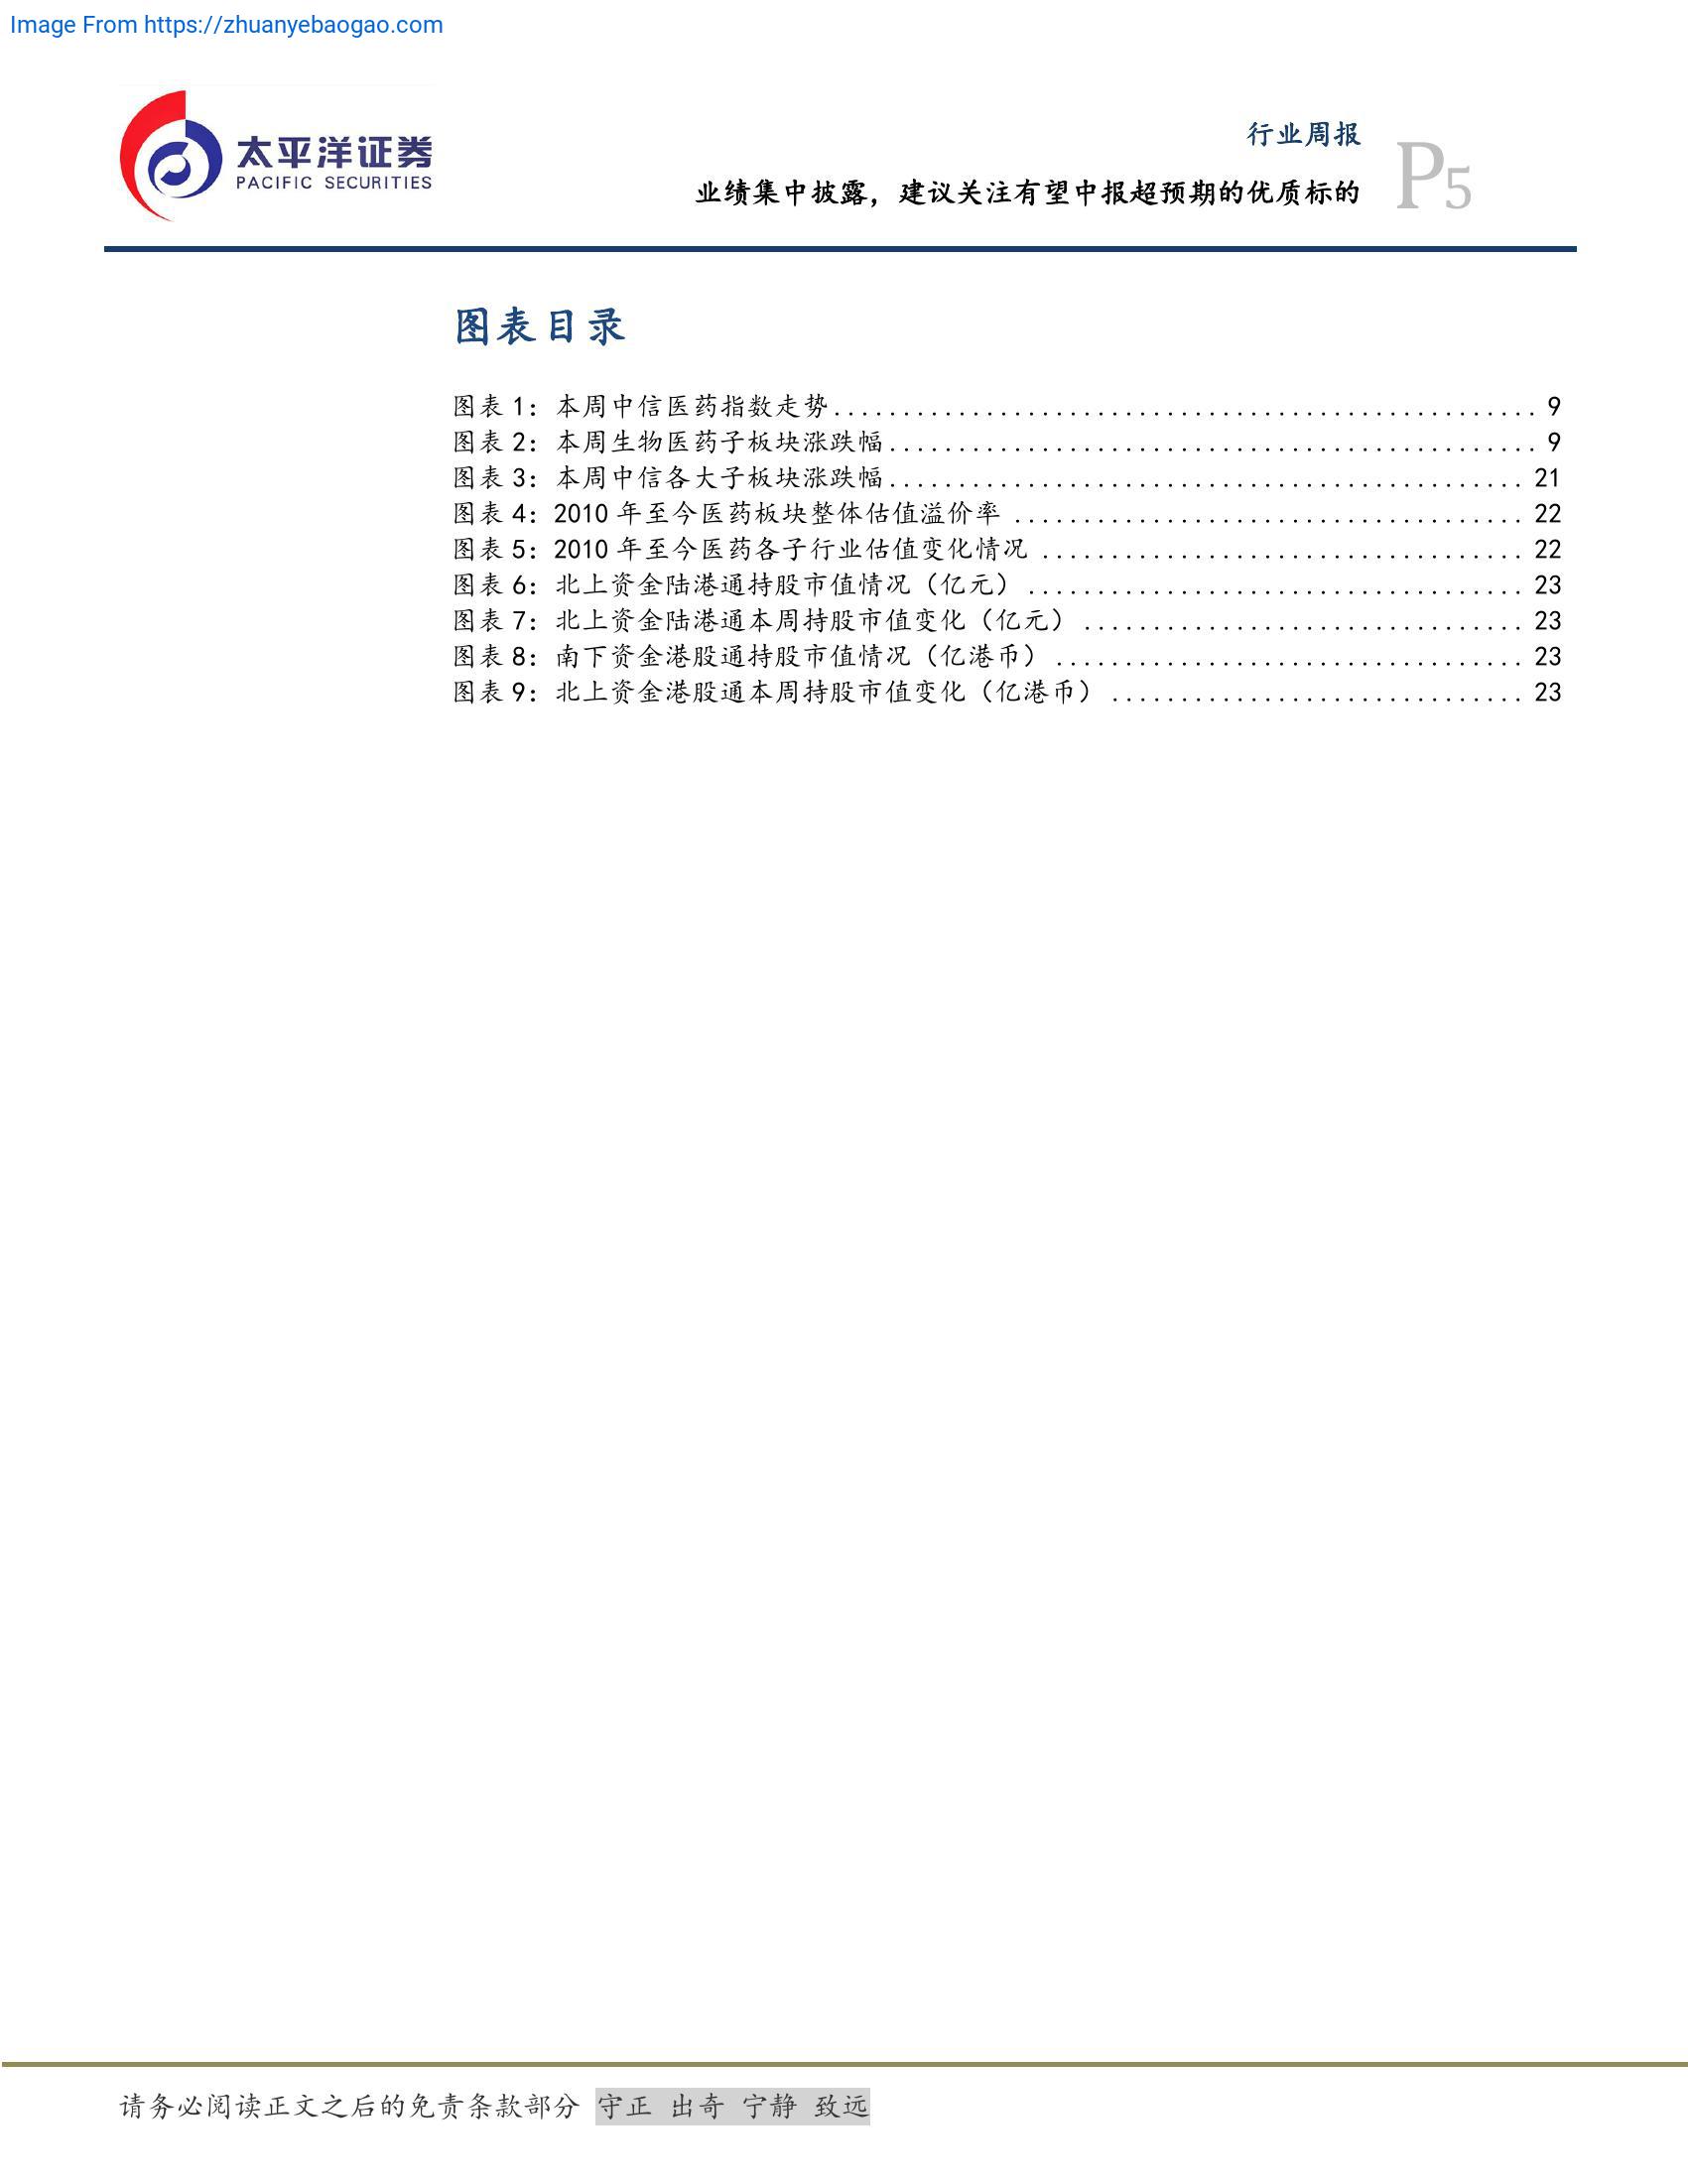 Image From https://zhuanyebaogao.com
太平洋证券
PACIFIC SECURITIES
行业周报
业绩集中披露，建议关注有望中报超预期的优质标的
P5
图表目录
图表 1：本周中信医药指数走势................................................... 9
图表 2：本周生物医药子板块涨跌幅............................................... 9
图表 3：本周中信各大子板块涨跌幅.............................................. 21
图表 4：2010 年至今医药板块整体估值溢价率 ..................................... 22
图表 5：2010 年至今医药各子行业估值变化情况 ................................... 22
图表 6：北上资金陆港通持股市值情况（亿元） .................................... 23
图表 7：北上资金陆港通本周持股市值变化（亿元） ................................ 23
图表 8：南下资金港股通持股市值情况（亿港币） .................................. 23
图表 9：北上资金港股通本周持股市值变化（亿港币） .............................. 23
请务必阅读正文之后的免责条款部分 守正 出奇 宁静 致远